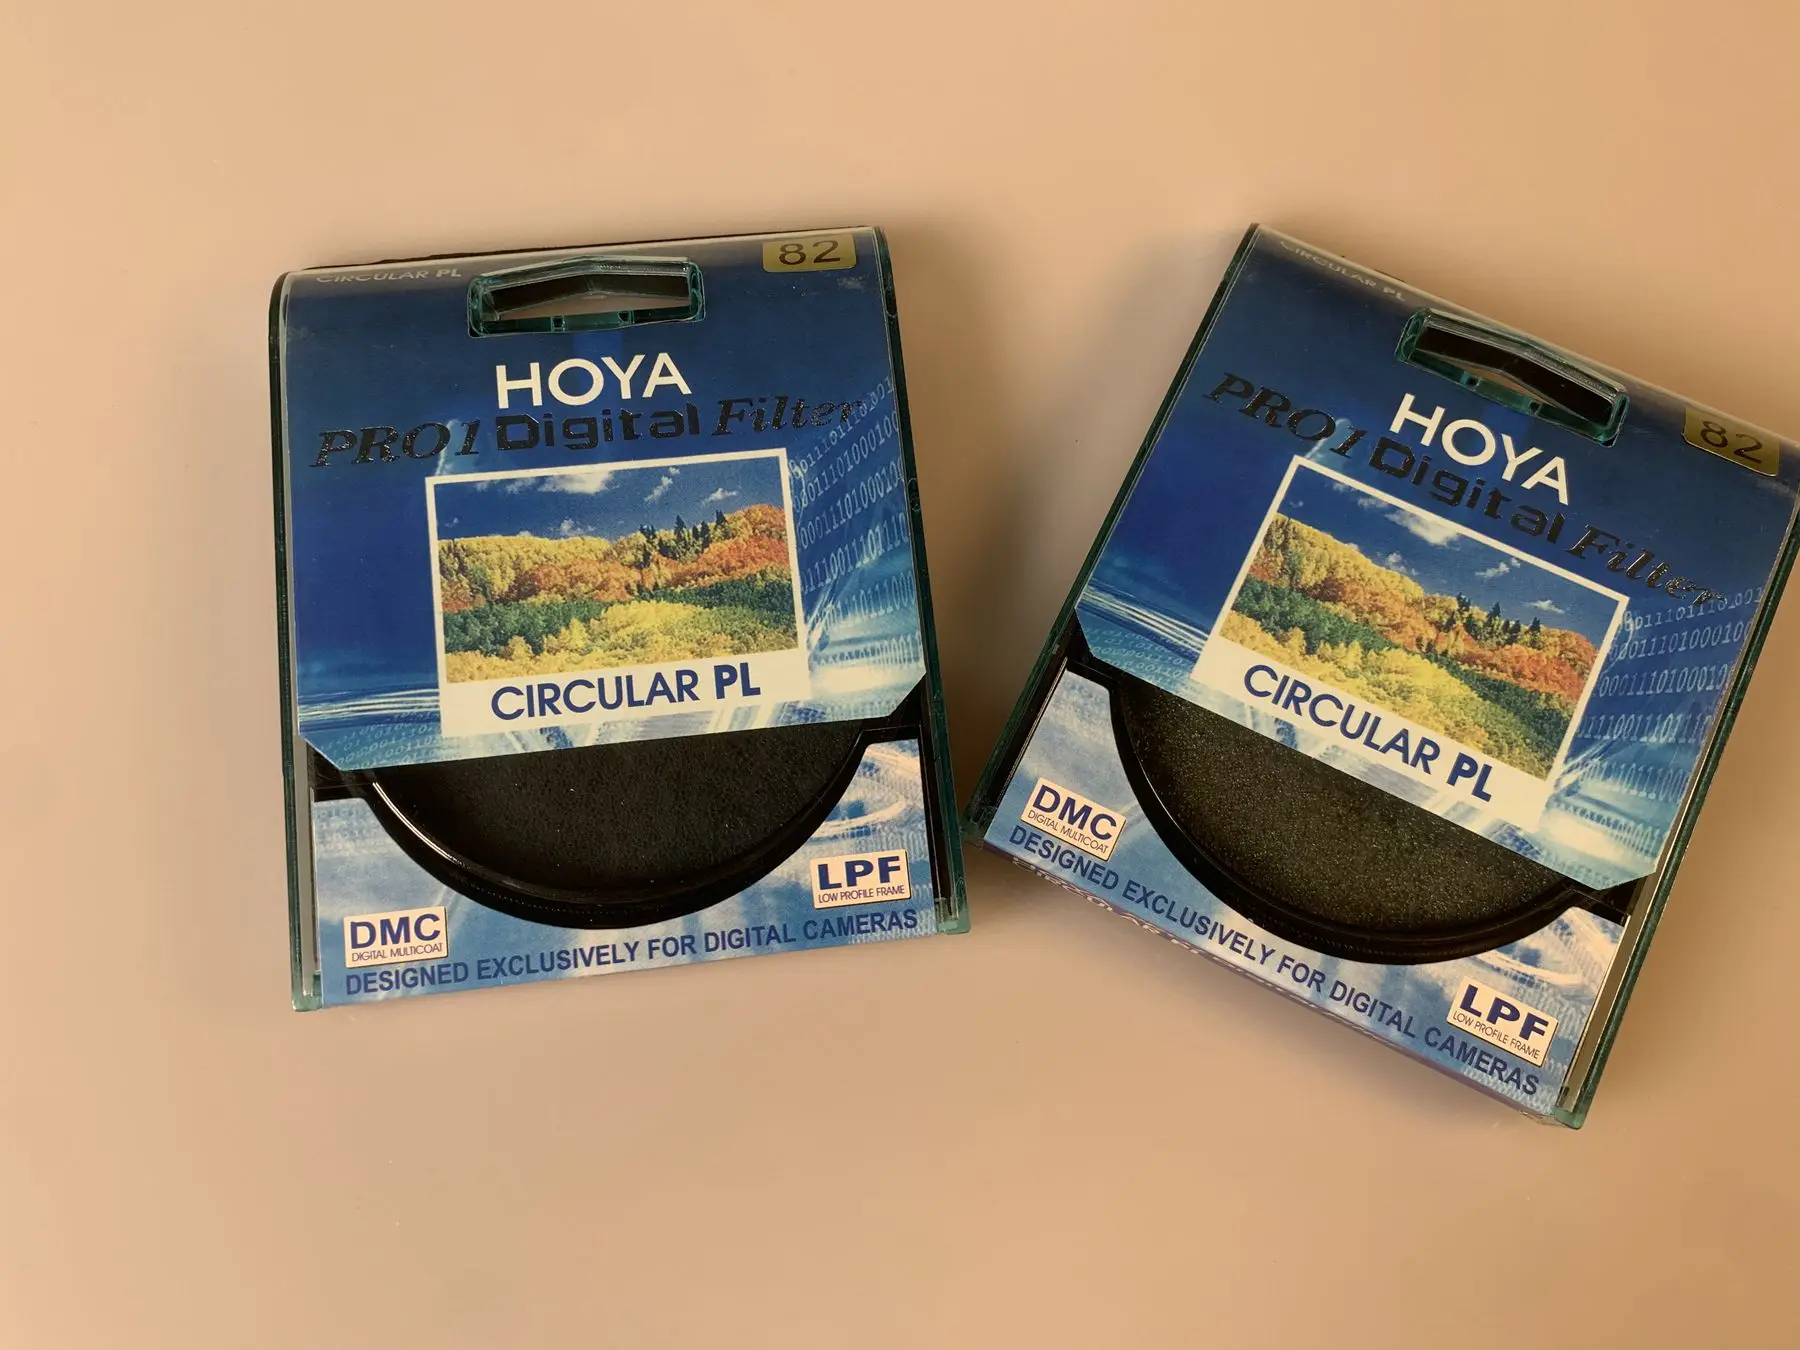 CIRCULAR PL
82
HOYA
PRO1 Digital Filter
CIRCULAR PL
DMC
DIGITAL MULTICOAT
LPF
LOW PROFILE FRAME
DESIGNED EXCLUSIVELY FOR DIGITAL CAMERAS
CIRCULAR PL
82
HOYA
PRO1 Digital Filter
CIRCULAR PL
DMC
DIGITAL MULTICOAT
LPF
LOW PROFILE FRAME
DESIGNED EXCLUSIVELY FOR DIGITAL CAMERAS